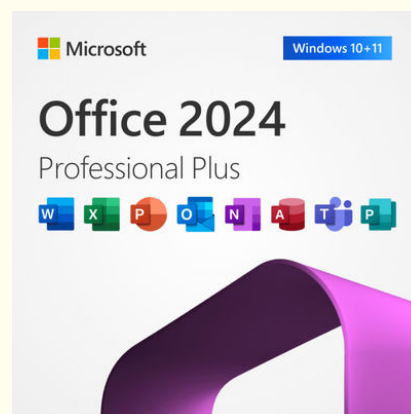 Microsoft
Windows 10+11
Office 2024
Professional Plus
W X P O N A T P